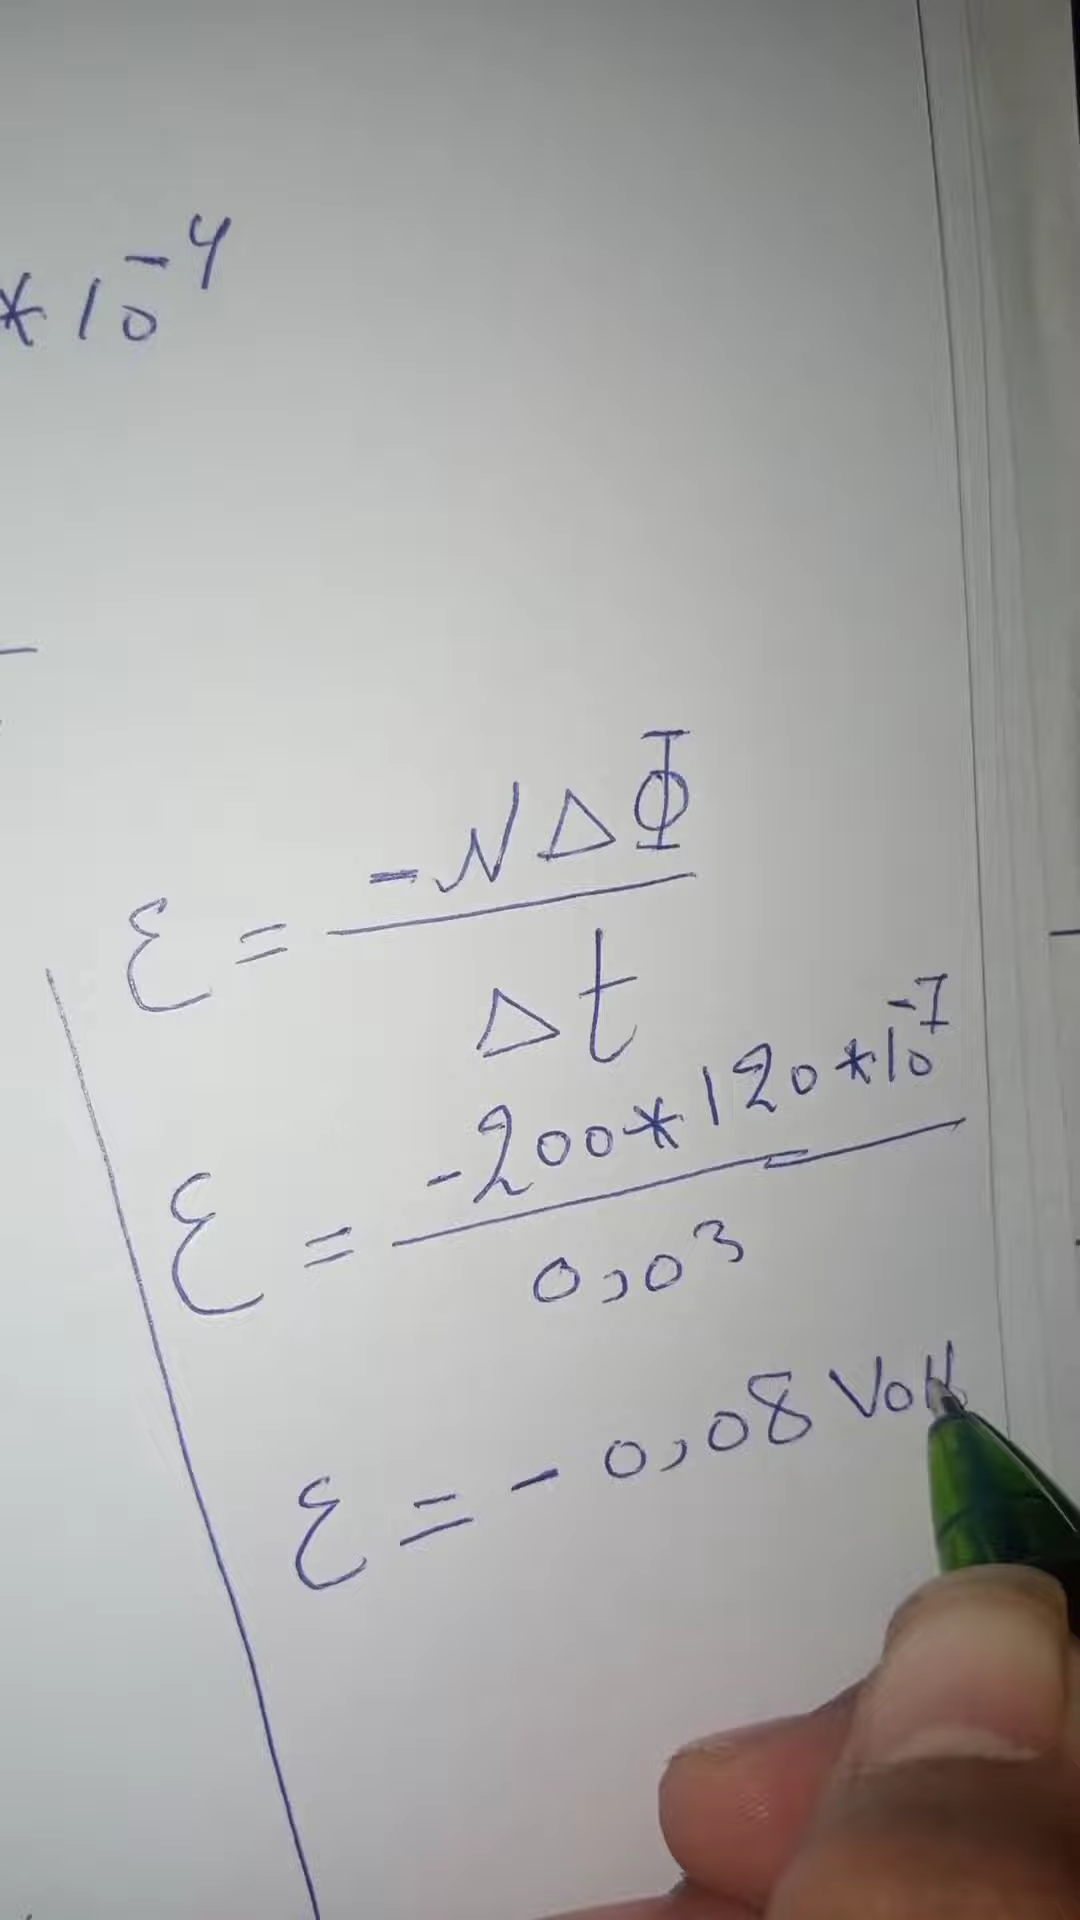 * 10^-4
ε = -NΔΦ / Δt
ε = -200*120*10^-7 / 0,03
ε = - 0,08 Volt